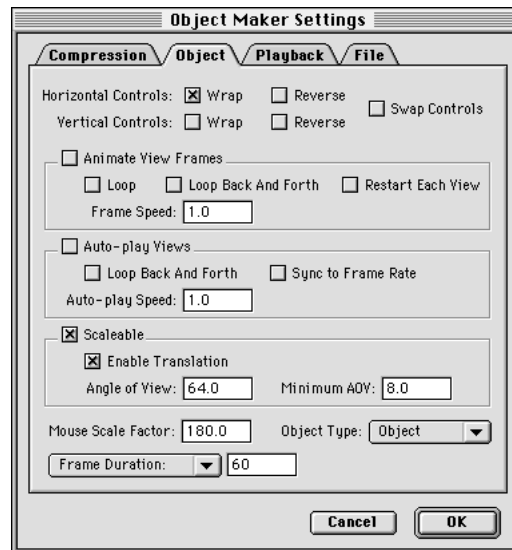 Object Maker Settings
Compression Object Playback File
Horizontal Controls: Wrap Reverse
Swap Controls
Vertical Controls: Wrap Reverse
Animate View Frames
Loop Loop Back And Forth Restart Each View
Frame Speed: 1.0
Auto-play Views
Loop Back And Forth Sync to Frame Rate
Auto-play Speed: 1.0
Scaleable
Enable Translation
Angle of View: 64.0 Minimum AOV: 8.0
Mouse Scale Factor: 180.0 Object Type: Object
Frame Duration: 60
Cancel OK